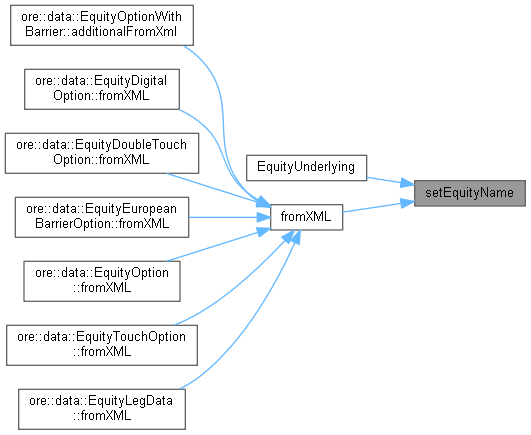 ore::data::EquityOptionWith
Barrier::additionalFromXml
ore::data::EquityDigital
Option::fromXML
ore::data::EquityDoubleTouch
Option::fromXML
ore::data::EquityEuropean
BarrierOption::fromXML
ore::data::EquityOption
::fromXML
ore::data::EquityTouchOption
::fromXML
ore::data::EquityLegData
::fromXML
EquityUnderlying
fromXML
setEquityName